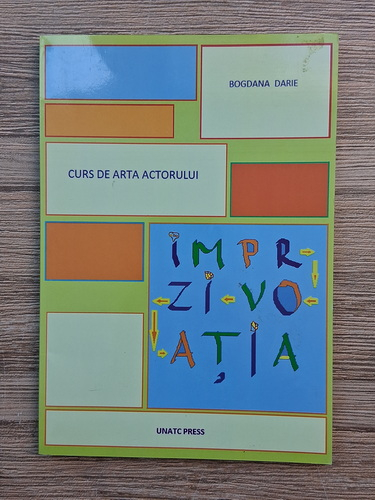 BOGDANA DARIE
CURS DE ARTA ACTORULUI
IMPR
ZIVO
AȚIA
UNATC PRESS